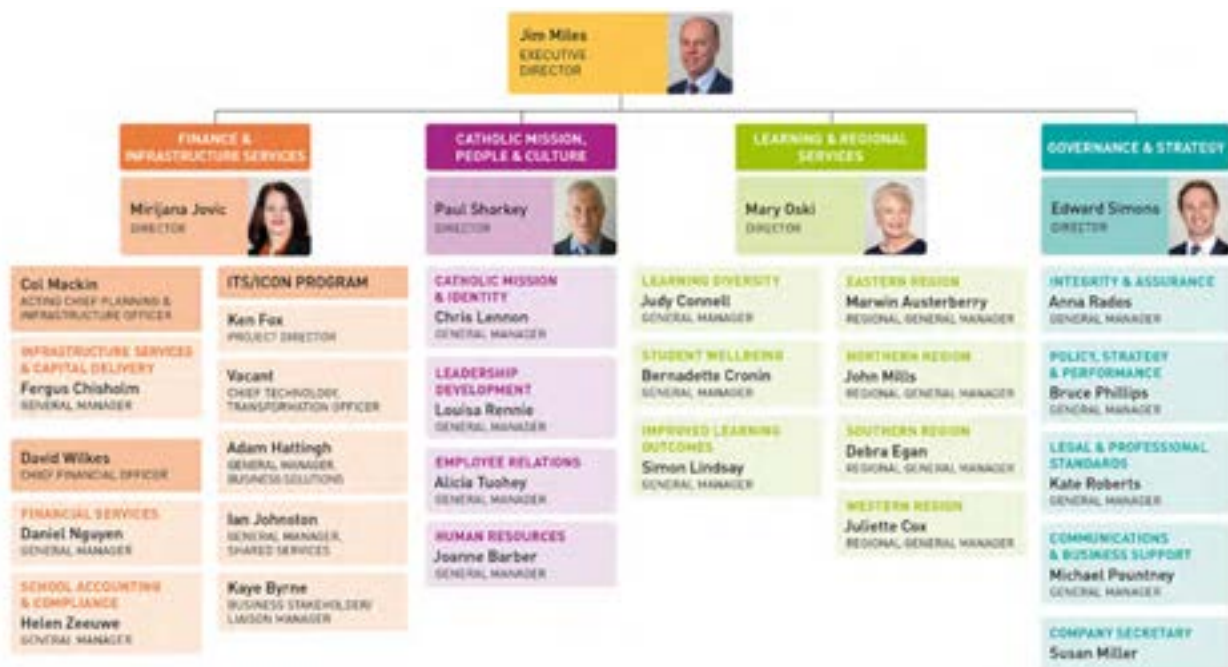 Jim Miles
EXECUTIVE
DIRECTOR
FINANCE &
INFRASTRUCTURE SERVICES
Mirijana Jovic
DIRECTOR
Col Mackin
ACTING CHIEF PLANNING &
INFRASTRUCTURE OFFICER
INFRASTRUCTURE SERVICES
& CAPITAL DELIVERY
Fergus Chisholm
GENERAL MANAGER
David Wilkes
CHIEF FINANCIAL OFFICER
FINANCIAL SERVICES
Daniel Nguyen
GENERAL MANAGER
SCHOOL ACCOUNTING
& COMPLIANCE
Helen Zeeuwe
GENERAL MANAGER
ITS/ICON PROGRAM
Ken Fox
PROJECT DIRECTOR
Vacant
CHIEF TECHNOLOGY,
TRANSFORMATION OFFICER
Adam Hattingh
GENERAL MANAGER,
BUSINESS SOLUTIONS
Ian Johnston
GENERAL MANAGER,
SHARED SERVICES
Kaye Byrne
BUSINESS STAKEHOLDER/
LIAISON MANAGER
CATHOLIC MISSION,
PEOPLE & CULTURE
Paul Sharkey
DIRECTOR
CATHOLIC MISSION
& IDENTITY
Chris Lennon
GENERAL MANAGER
LEADERSHIP
DEVELOPMENT
Louisa Rennie
GENERAL MANAGER
EMPLOYEE RELATIONS
Alicia Tuohey
GENERAL MANAGER
HUMAN RESOURCES
Joanne Barber
GENERAL MANAGER
LEARNING & REGIONAL
SERVICES
Mary Oski
DIRECTOR
LEARNING DIVERSITY
Judy Connell
GENERAL MANAGER
STUDENT WELLBEING
Bernadette Cronin
GENERAL MANAGER
IMPROVED LEARNING
OUTCOMES
Simon Lindsay
GENERAL MANAGER
EASTERN REGION
Marwin Austerberry
REGIONAL GENERAL MANAGER
NORTHERN REGION
John Mills
REGIONAL GENERAL MANAGER
SOUTHERN REGION
Debra Egan
REGIONAL GENERAL MANAGER
WESTERN REGION
Juliette Cox
REGIONAL GENERAL MANAGER
GOVERNANCE & STRATEGY
Edward Simons
DIRECTOR
INTEGRITY & ASSURANCE
Anna Rados
GENERAL MANAGER
POLICY, STRATEGY
& PERFORMANCE
Bruce Phillips
GENERAL MANAGER
LEGAL & PROFESSIONAL
STANDARDS
Kate Roberts
GENERAL MANAGER
COMMUNICATIONS
& BUSINESS SUPPORT
Michael Pountney
GENERAL MANAGER
COMPANY SECRETARY
Susan Miller